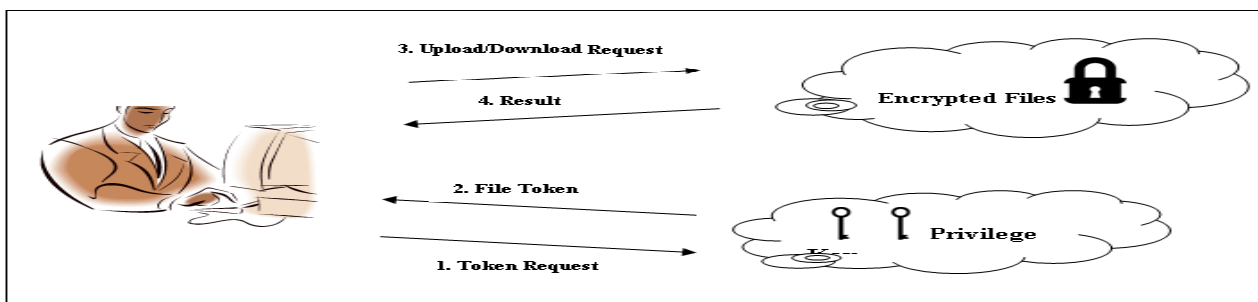 3. Upload/Download Request
4. Result
Encrypted Files
2. File Token
Privilege
1. Token Request